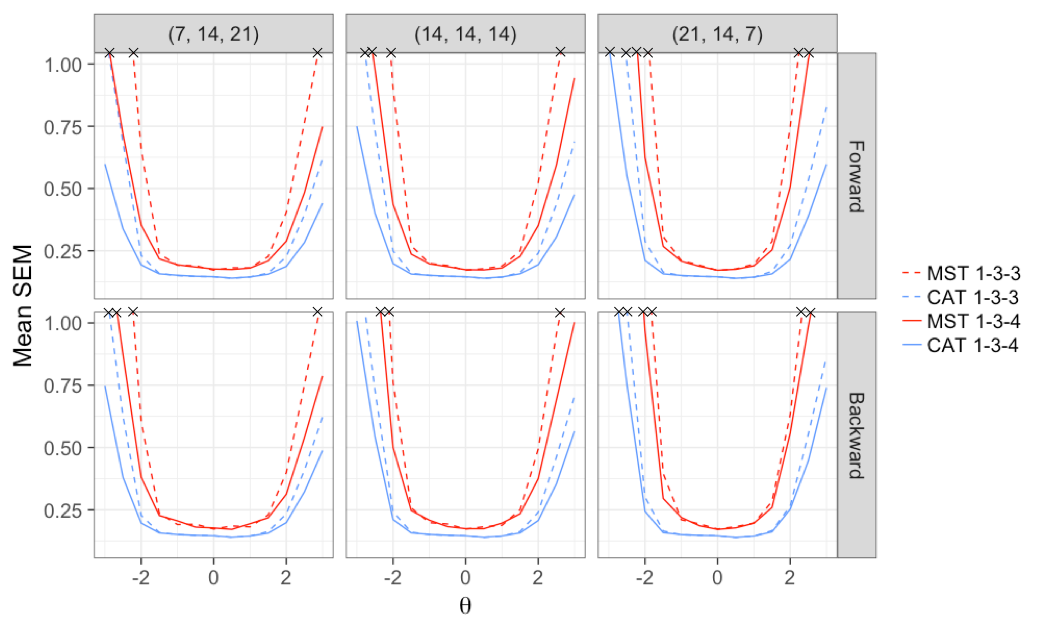 (7, 14, 21) (14, 14, 14) (21, 14, 7)
1.00
0.75
0.50
0.25
Forward
1.00
0.75
0.50
0.25
Backward
Mean SEM
-2 0 2 -2 0 2 -2 0 2
θ
MST 1-3-3
CAT 1-3-3
MST 1-3-4
CAT 1-3-4